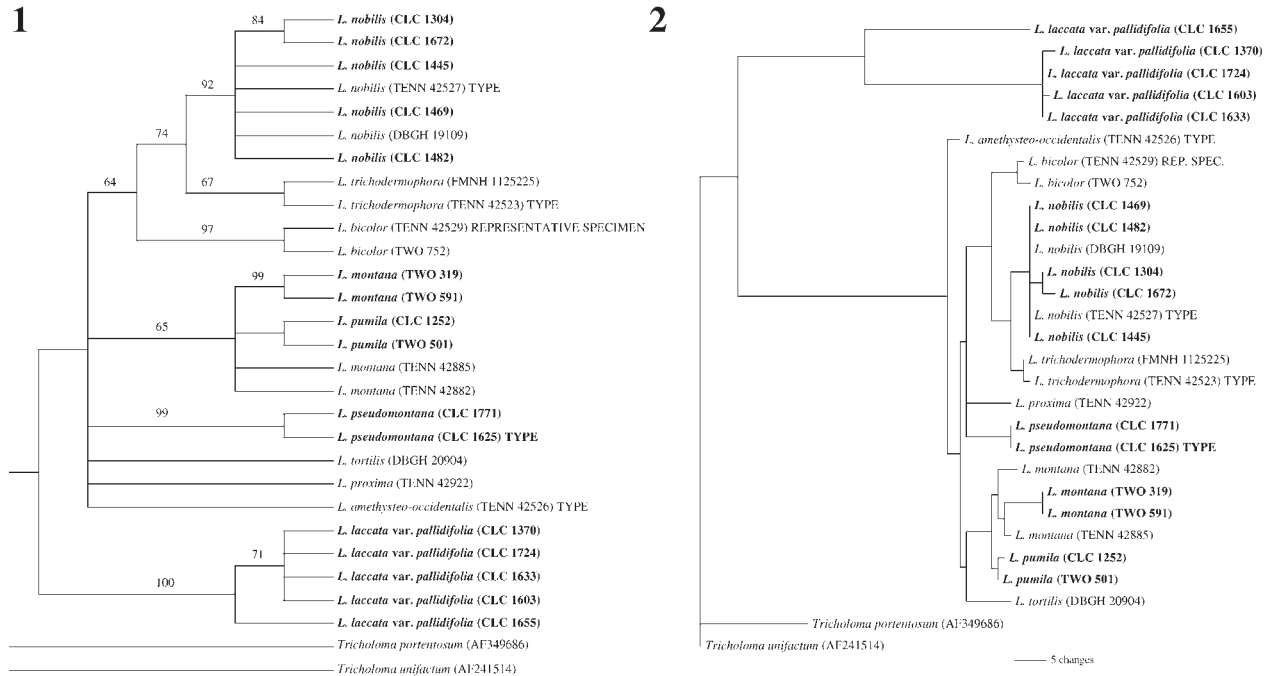 1
84
L. nobilis (CLC 1304)
L. nobilis (CLC 1672)
L. nobilis (CLC 1445)
92
L. nobilis (TENN 42527) TYPE
L. nobilis (CLC 1469)
74
L. nobilis (DBGH 19109)
L. nobilis (CLC 1482)
64
67
L. trichodermophora (FMNH 1125225)
L. trichodermophora (TENN 42523) TYPE
97
L. bicolor (TENN 42529) REPRESENTATIVE SPECIMEN
L. bicolor (TWO 752)
99
L. montana (TWO 319)
L. montana (TWO 591)
65
L. pumila (CLC 1252)
L. pumila (TWO 501)
L. montana (TENN 42885)
L. montana (TENN 42882)
99
L. pseudomontana (CLC 1771)
L. pseudomontana (CLC 1625) TYPE
L. tortilis (DBGH 20904)
L. proxima (TENN 42922)
L. amethysteo-occidentalis (TENN 42526) TYPE
L. laccata var. pallidifolia (CLC 1370)
71
L. laccata var. pallidifolia (CLC 1724)
100
L. laccata var. pallidifolia (CLC 1633)
L. laccata var. pallidifolia (CLC 1603)
L. laccata var. pallidifolia (CLC 1655)
Tricholoma portentosum (AF349686)
Tricholoma unifactum (AF241514)
2
L. laccata var. pallidifolia (CLC 1655)
L. laccata var. pallidifolia (CLC 1370)
L. laccata var. pallidifolia (CLC 1724)
L. laccata var. pallidifolia (CLC 1603)
L. laccata var. pallidifolia (CLC 1633)
L. amethysteo-occidentalis (TENN 42526) TYPE
L. bicolor (TENN 42529) REP. SPEC.
L. bicolor (TWO 752)
L. nobilis (CLC 1469)
L. nobilis (CLC 1482)
L. nobilis (DBGH 19109)
L. nobilis (CLC 1304)
L. nobilis (CLC 1672)
L. nobilis (TENN 42527) TYPE
L. nobilis (CLC 1445)
L. trichodermophora (FMNH 1125225)
L. trichodermophora (TENN 42523) TYPE
L. proxima (TENN 42922)
L. pseudomontana (CLC 1771)
L. pseudomontana (CLC 1625) TYPE
L. montana (TENN 42882)
L. montana (TWO 319)
L. montana (TWO 591)
L. montana (TENN 42885)
L. pumila (CLC 1252)
L. pumila (TWO 501)
L. tortilis (DBGH 20904)
Tricholoma portentosum (AF349686)
Tricholoma unifactum (AF241514)
5 changes